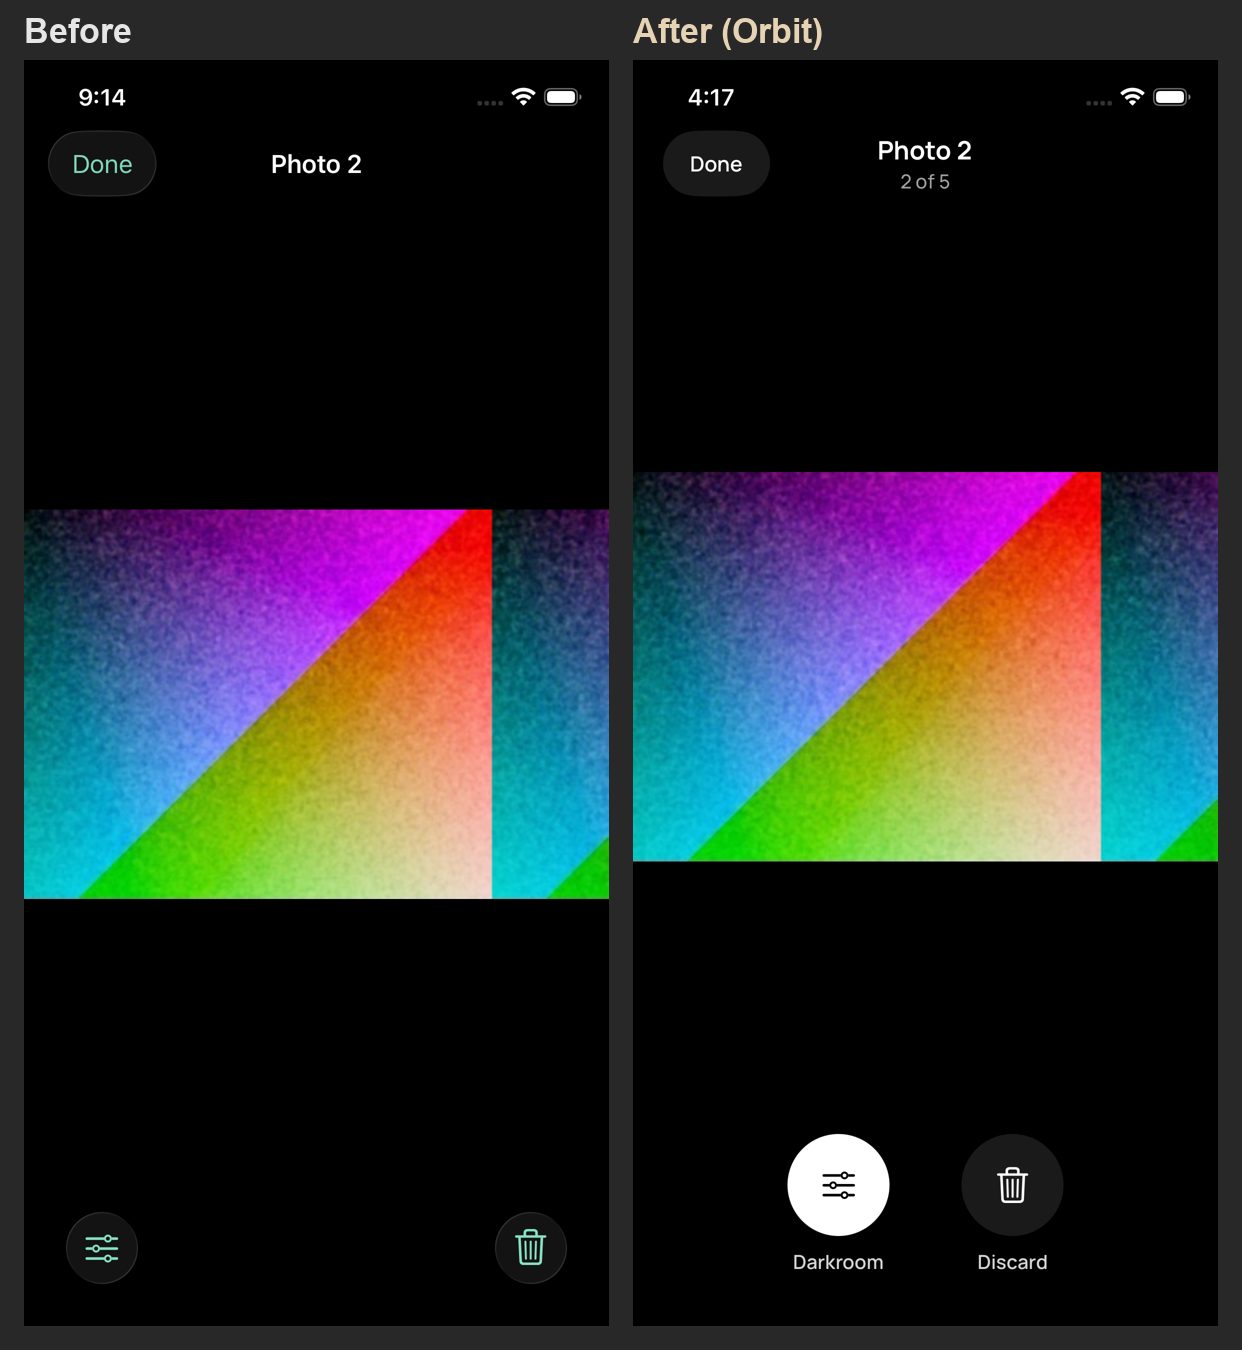 Before
9:14
Done
Photo 2
After (Orbit)
4:17
Done
Photo 2
2 of 5
Darkroom
Discard